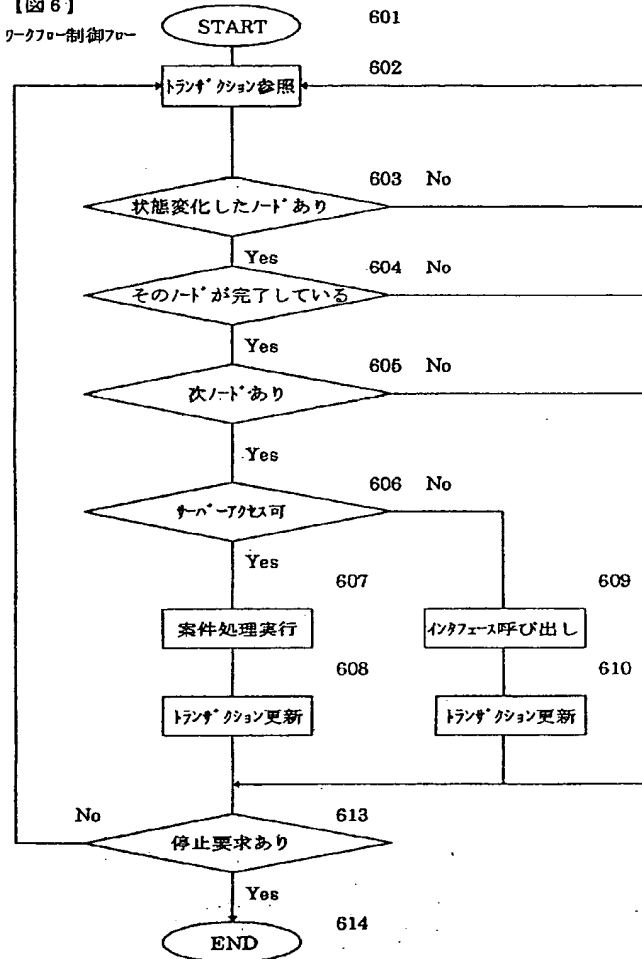 【図6】
ワークフロー制御フロー
START
601
602
トランザクション参照
603 No
状態変化したノードあり
Yes
604 No
そのノードが完了している
Yes
605 No
次ノードあり
Yes
606 No
サーバーアクセス可
Yes
607
609
案件処理実行
インタフェース呼び出し
608
610
トランザクション更新
トランザクション更新
No
613
停止要求あり
Yes
614
END